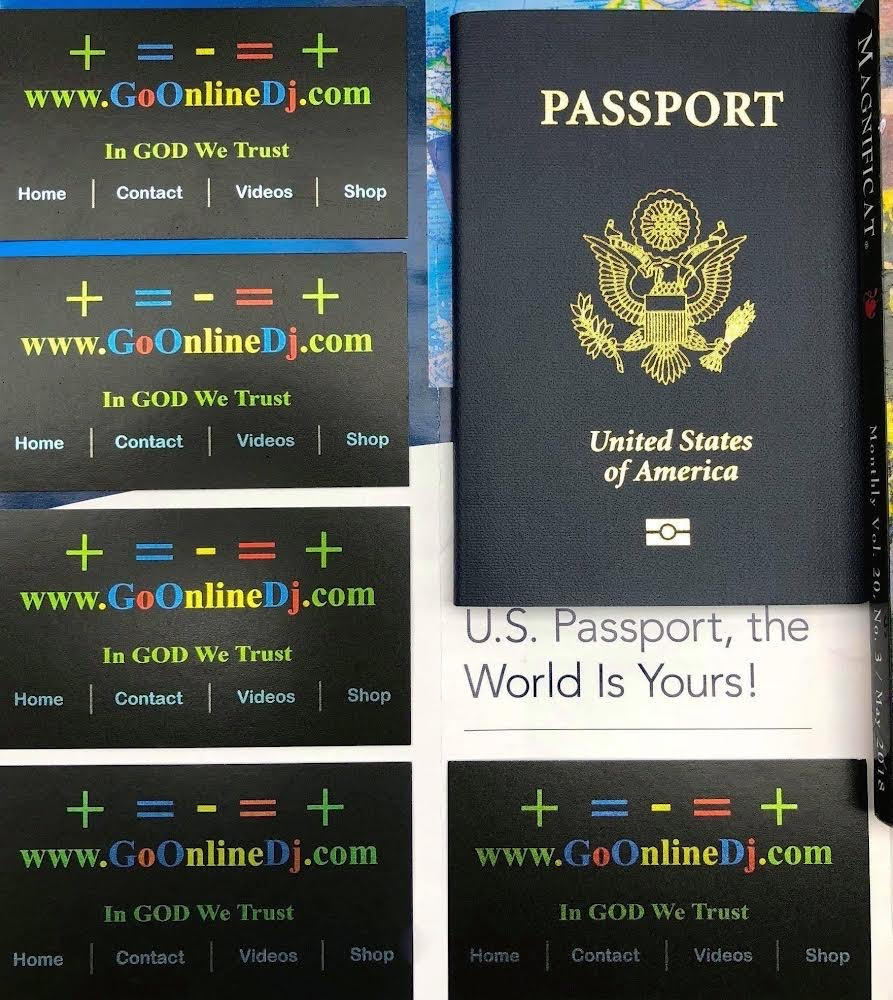 + = - = +
www.GoOnlineDj.com
In GOD We Trust
Home | Contact | Videos | Shop
+ = - = +
www.GoOnlineDj.com
In GOD We Trust
Home | Contact | Videos | Shop
+ = - = +
www.GoOnlineDj.com
In GOD We Trust
Home | Contact | Videos | Shop
+ = - = +
www.GoOnlineDj.com
In GOD We Trust
Home | Contact | Videos | Shop
PASSPORT
United States
of America
U.S. Passport, the
World Is Yours!
+ = - = +
www.GoOnlineDj.com
In GOD We Trust
Home | Contact | Videos | Shop
MAGNIFICAT®
Monthly Vol. 20, No. 3 / May 2018